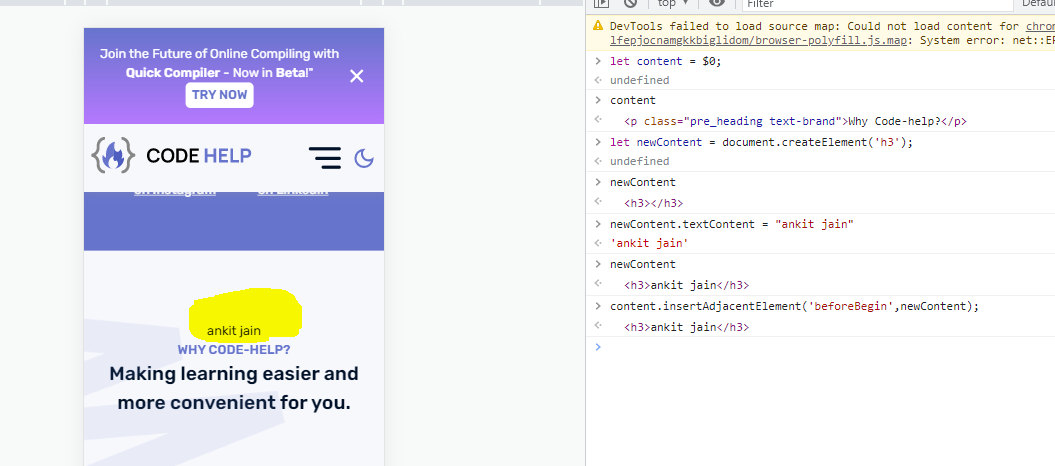 Join the Future of Online Compiling with
Quick Compiler - Now in Beta!"
TRY NOW
CODE HELP
on Instagram
on LinkedIn
ankit jain
WHY CODE-HELP?
Making learning easier and
more convenient for you.
top
Filter
Defau
DevTools failed to load source map: Could not load content for chrom
lfepjocnamgkkbiglidom/browser-polyfill.js.map: System error: net::ER
let content = $0;
undefined
content
<p class="pre_heading text-brand">Why Code-help?</p>
let newContent = document.createElement('h3');
undefined
newContent
<h3></h3>
newContent.textContent = "ankit jain"
'ankit jain'
newContent
<h3>ankit jain</h3>
content.insertAdjacentElement('beforeBegin',newContent);
<h3>ankit jain</h3>